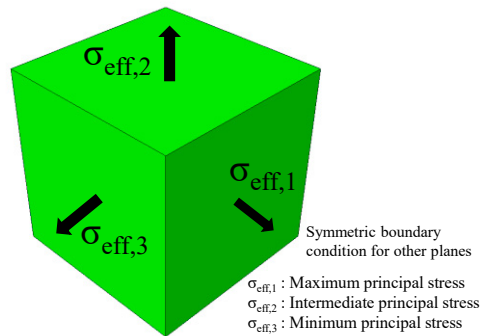 σeff,2
σeff,1
σeff,3
Symmetric boundary
condition for other planes
σeff,1 : Maximum principal stress
σeff,2 : Intermediate principal stress
σeff,3 : Minimum principal stress